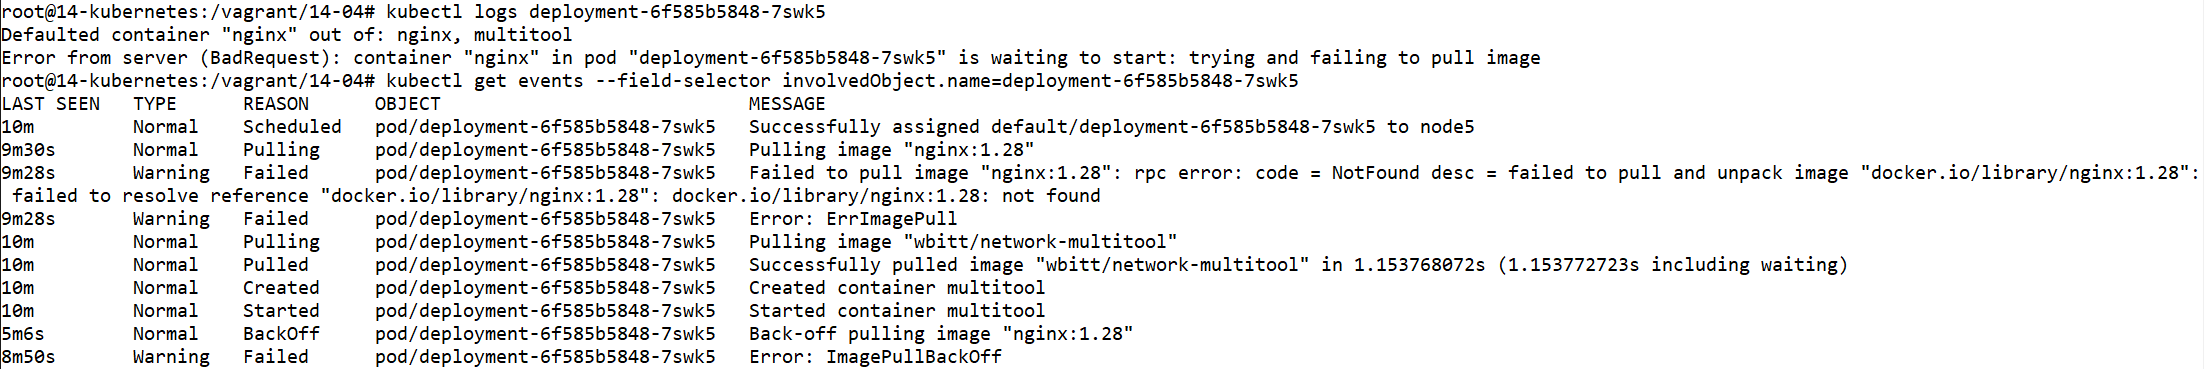 root@14-kubernetes:/vagrant/14-04# kubectl logs deployment-6f585b5848-7swk5
Defaulted container "nginx" out of: nginx, multitool
Error from server (BadRequest): container "nginx" in pod "deployment-6f585b5848-7swk5" is waiting to start: trying and failing to pull image
root@14-kubernetes:/vagrant/14-04# kubectl get events --field-selector involvedObject.name=deployment-6f585b5848-7swk5
LAST SEEN   TYPE      REASON      OBJECT                            MESSAGE
10m         Normal    Scheduled   pod/deployment-6f585b5848-7swk5   Successfully assigned default/deployment-6f585b5848-7swk5 to node5
9m30s       Normal    Pulling     pod/deployment-6f585b5848-7swk5   Pulling image "nginx:1.28"
9m28s       Warning   Failed      pod/deployment-6f585b5848-7swk5   Failed to pull image "nginx:1.28": rpc error: code = NotFound desc = failed to pull and unpack image "docker.io/library/nginx:1.28":
 failed to resolve reference "docker.io/library/nginx:1.28": docker.io/library/nginx:1.28: not found
9m28s       Warning   Failed      pod/deployment-6f585b5848-7swk5   Error: ErrImagePull
10m         Normal    Pulling     pod/deployment-6f585b5848-7swk5   Pulling image "wbitt/network-multitool"
10m         Normal    Pulled      pod/deployment-6f585b5848-7swk5   Successfully pulled image "wbitt/network-multitool" in 1.153768072s (1.153772723s including waiting)
10m         Normal    Created     pod/deployment-6f585b5848-7swk5   Created container multitool
10m         Normal    Started     pod/deployment-6f585b5848-7swk5   Started container multitool
5m6s        Normal    BackOff     pod/deployment-6f585b5848-7swk5   Back-off pulling image "nginx:1.28"
8m50s       Warning   Failed      pod/deployment-6f585b5848-7swk5   Error: ImagePullBackOff